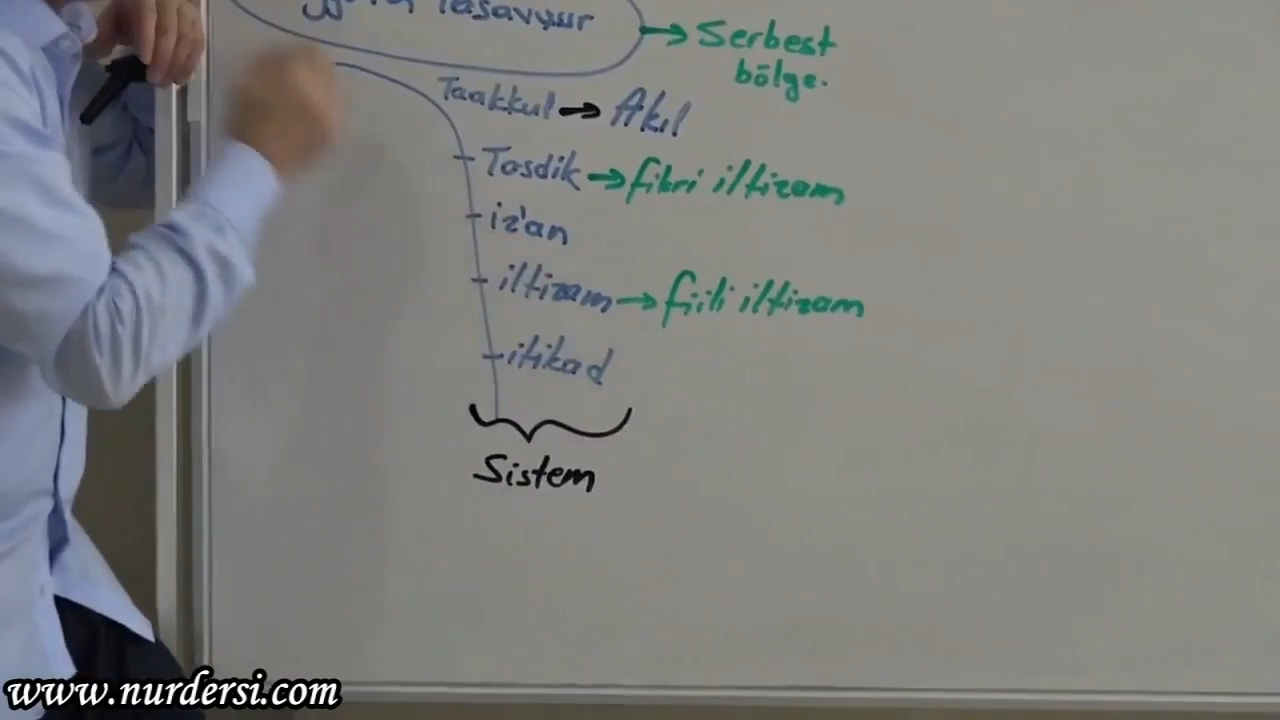 Tasavvur → Serbest
bölge.
Taakkul → Akıl
Tasdik → fikri iltizam
iz'an
iltizam → fiili iltizam
itikad
Sistem
www.nurdersi.com